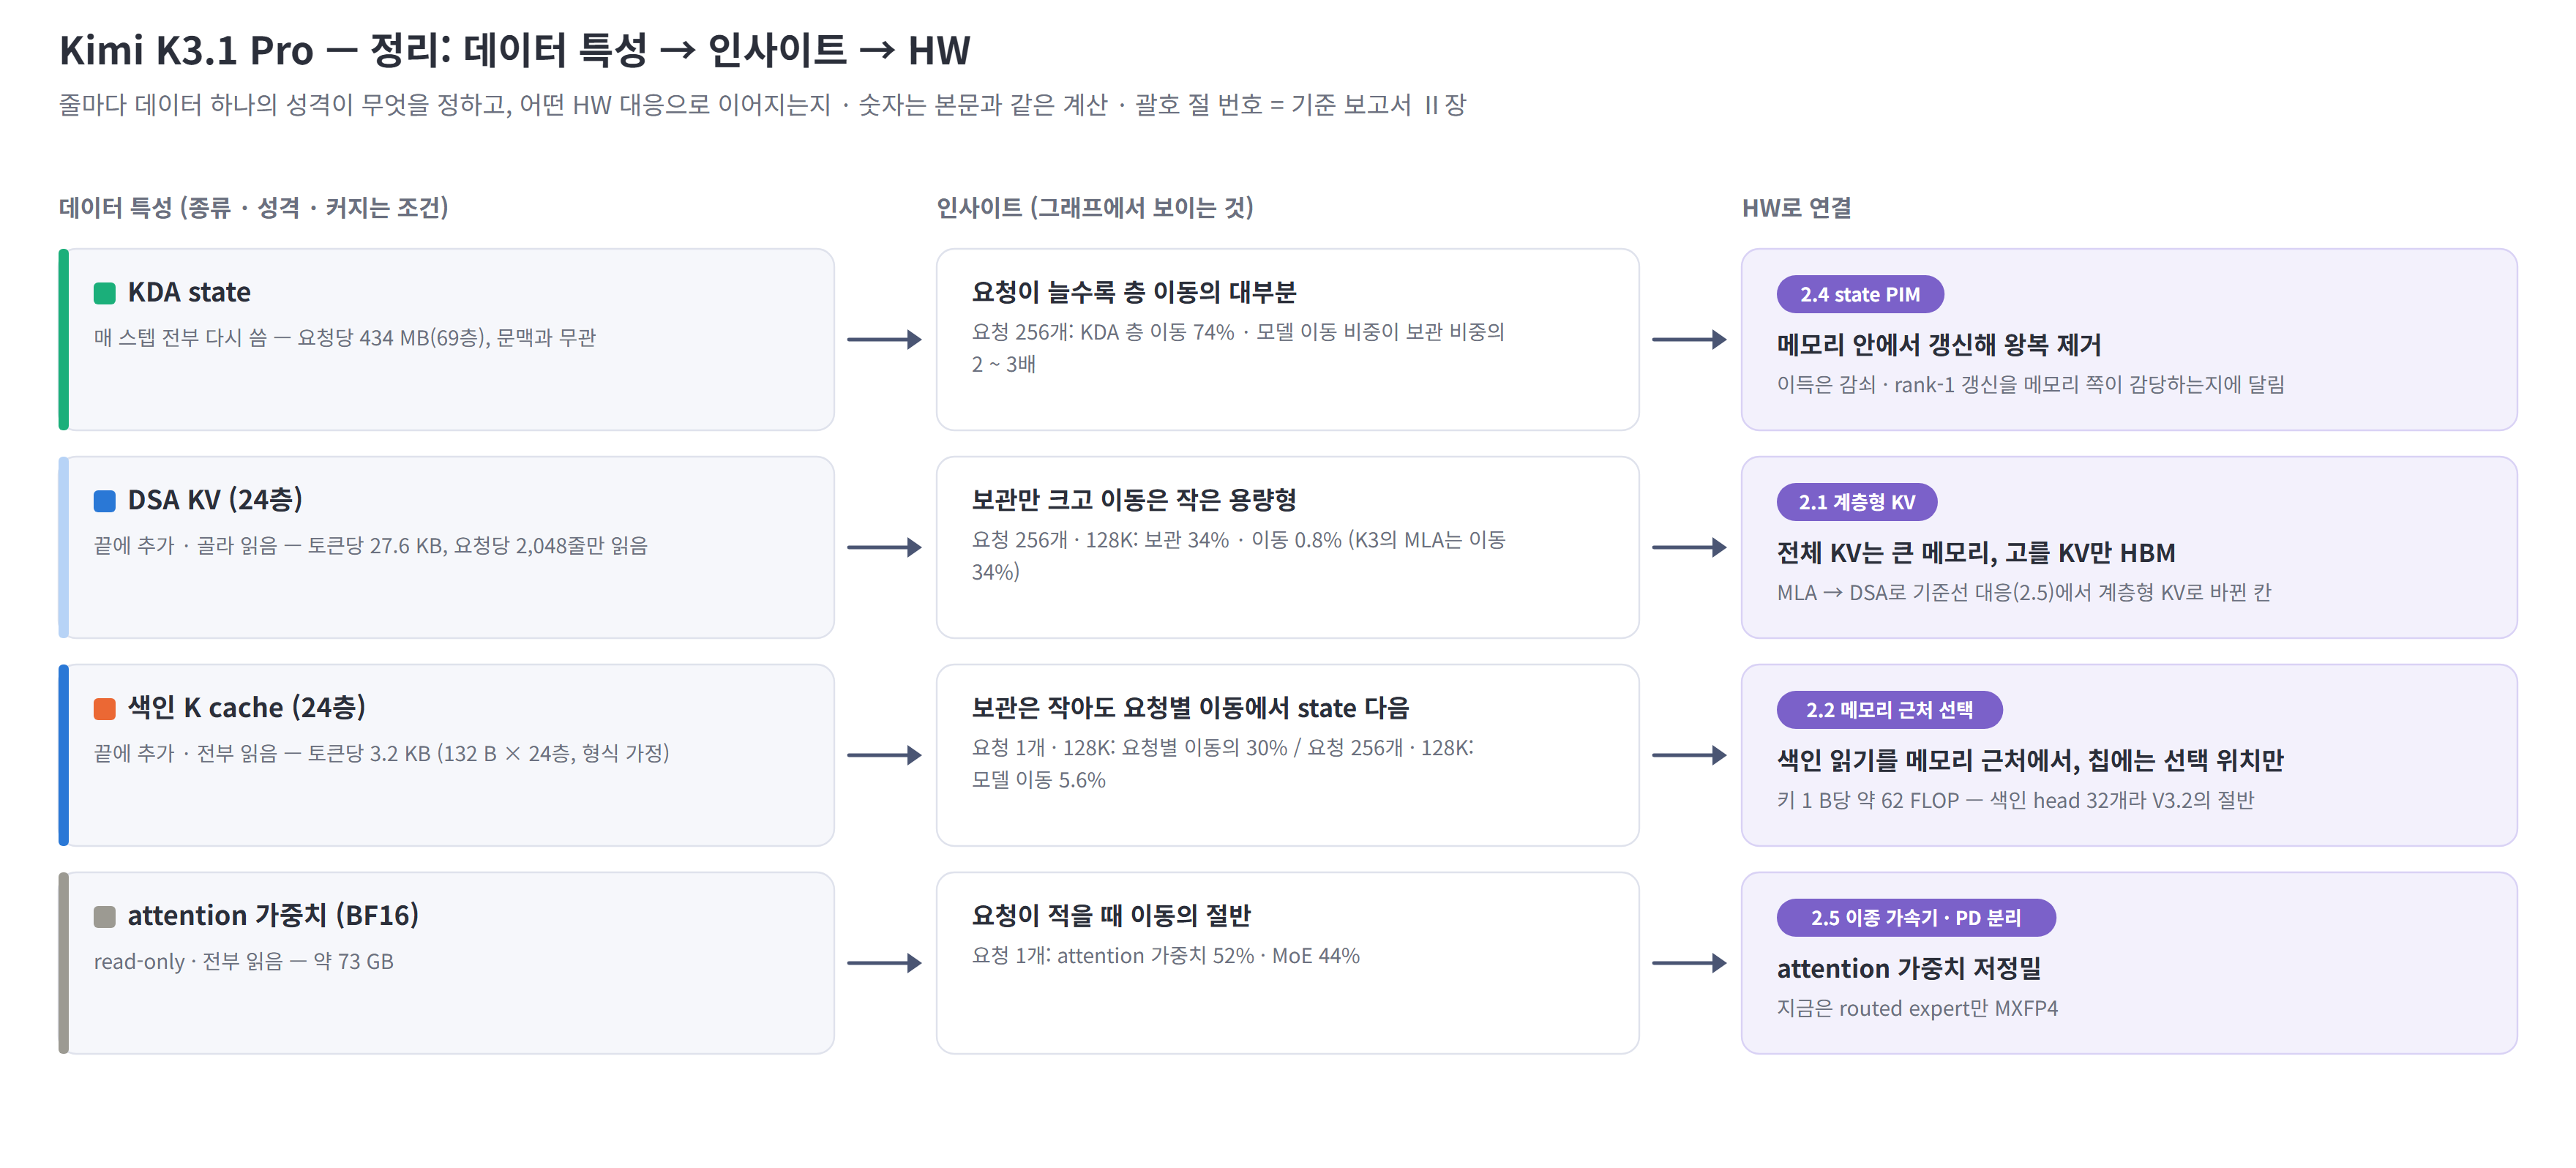 Kimi K3.1 Pro — 정리: 데이터 특성 → 인사이트 → HW
줄마다 데이터 하나의 성격이 무엇을 정하고, 어떤 HW 대응으로 이어지는지 · 숫자는 본문과 같은 계산 · 괄호 절 번호 = 기준 보고서 Ⅱ장
데이터 특성 (종류 · 성격 · 커지는 조건)
인사이트 (그래프에서 보이는 것)
HW로 연결
KDA state
매 스텝 전부 다시 씀 — 요청당 434 MB(69층), 문맥과 무관
요청이 늘수록 층 이동의 대부분
요청 256개: KDA 층 이동 74% · 모델 이동 비중이 보관 비중의
2 ~ 3배
2.4 state PIM
메모리 안에서 갱신해 왕복 제거
이득은 감쇠 · rank-1 갱신을 메모리 쪽이 감당하는지에 달림
DSA KV (24층)
끝에 추가 · 골라 읽음 — 토큰당 27.6 KB, 요청당 2,048줄만 읽음
보관만 크고 이동은 작은 용량형
요청 256개 · 128K: 보관 34% · 이동 0.8% (K3의 MLA는 이동
34%)
2.1 계층형 KV
전체 KV는 큰 메모리, 고를 KV만 HBM
MLA → DSA로 기준선 대응(2.5)에서 계층형 KV로 바뀐 칸
색인 K cache (24층)
끝에 추가 · 전부 읽음 — 토큰당 3.2 KB (132 B × 24층, 형식 가정)
보관은 작아도 요청별 이동에서 state 다음
요청 1개 · 128K: 요청별 이동의 30% / 요청 256개 · 128K:
모델 이동 5.6%
2.2 메모리 근처 선택
색인 읽기를 메모리 근처에서, 칩에는 선택 위치만
키 1 B당 약 62 FLOP — 색인 head 32개라 V3.2의 절반
attention 가중치 (BF16)
read-only · 전부 읽음 — 약 73 GB
요청이 적을 때 이동의 절반
요청 1개: attention 가중치 52% · MoE 44%
2.5 이종 가속기 · PD 분리
attention 가중치 저정밀
지금은 routed expert만 MXFP4